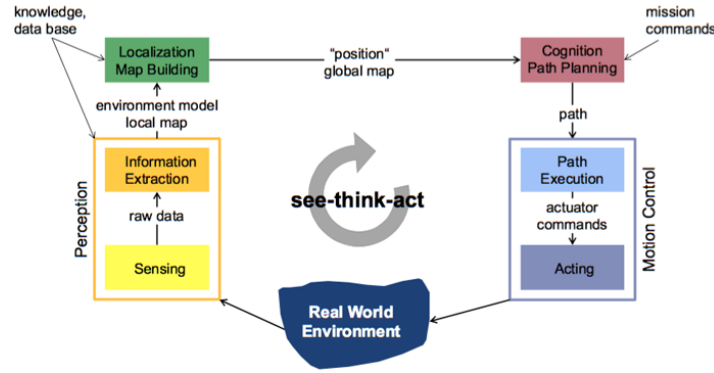 knowledge,
data base
Localization
Map Building
"position"
global map
Cognition
Path Planning
mission
commands
environment model
local map
path
Perception
Information
Extraction
raw data
Sensing
see-think-act
Path
Execution
actuator
commands
Acting
Motion Control
Real World
Environment